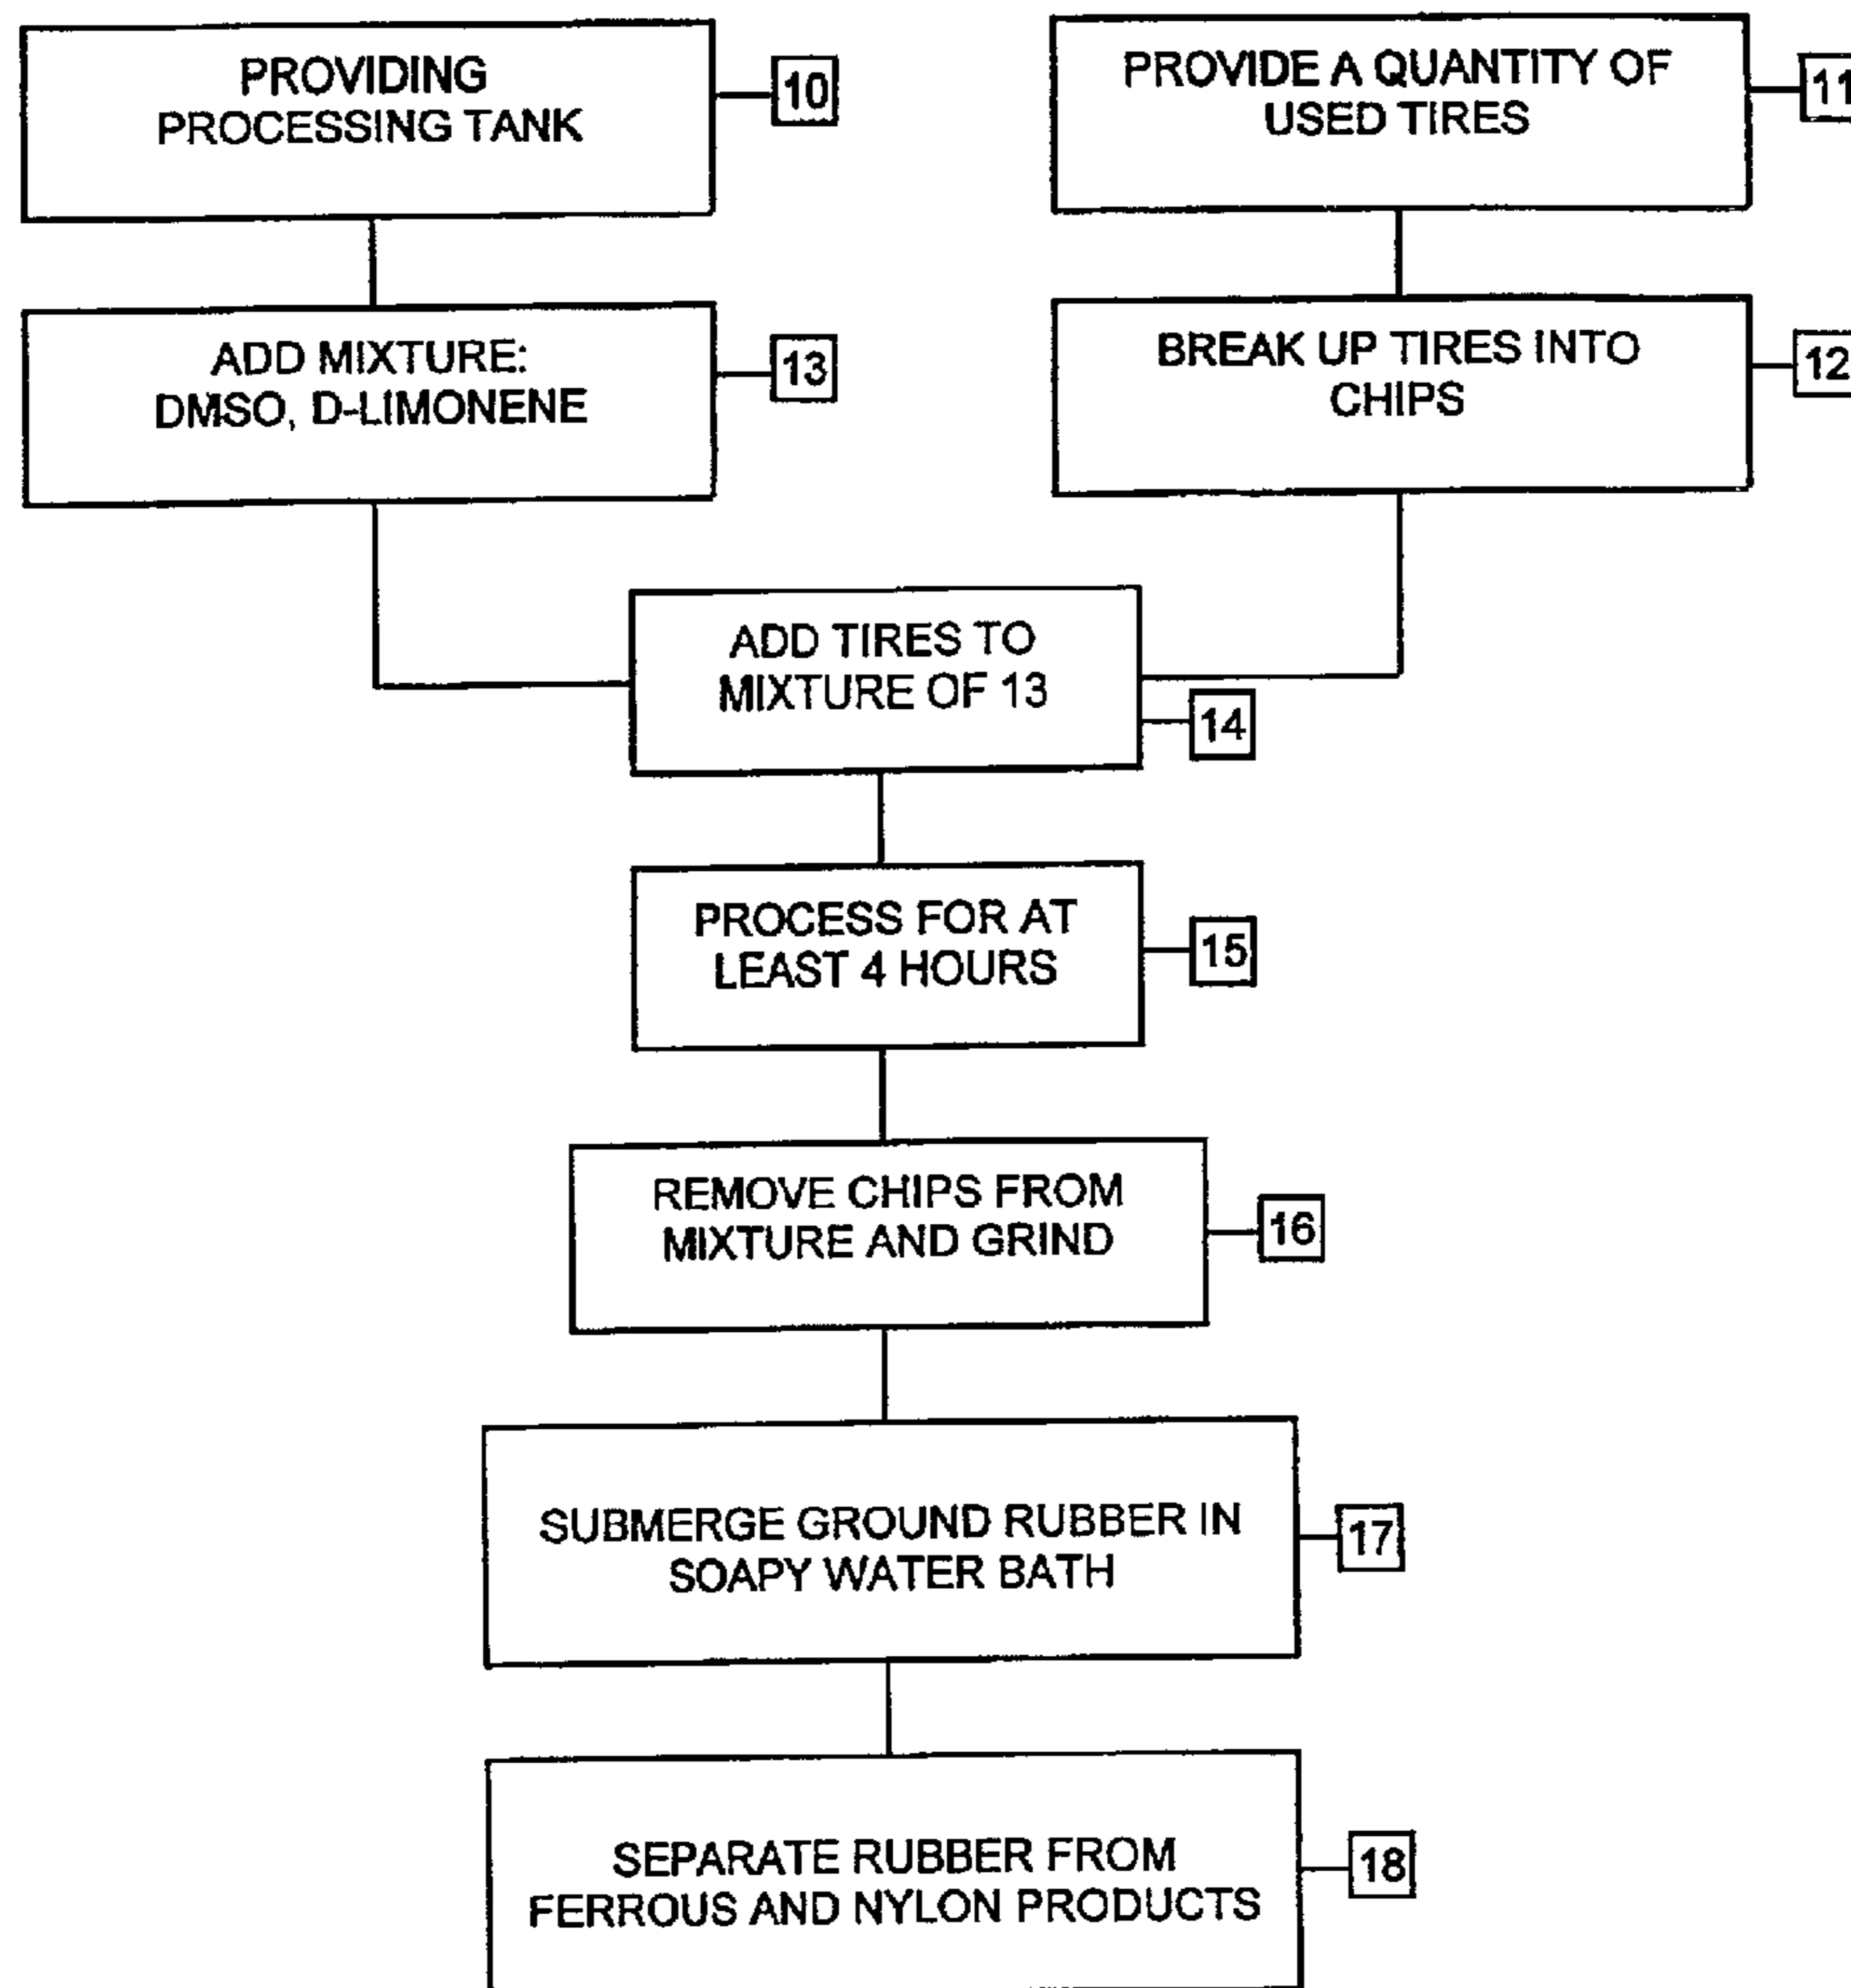 PROVIDING
PROCESSING TANK
10
PROVIDE A QUANTITY OF
USED TIRES
11
ADD MIXTURE:
DMSO, D-LIMONENE
13
BREAK UP TIRES INTO
CHIPS
12
ADD TIRES TO
MIXTURE OF 13
14
PROCESS FOR AT
LEAST 4 HOURS
15
REMOVE CHIPS FROM
MIXTURE AND GRIND
16
SUBMERGE GROUND RUBBER IN
SOAPY WATER BATH
17
SEPARATE RUBBER FROM
FERROUS AND NYLON PRODUCTS
18